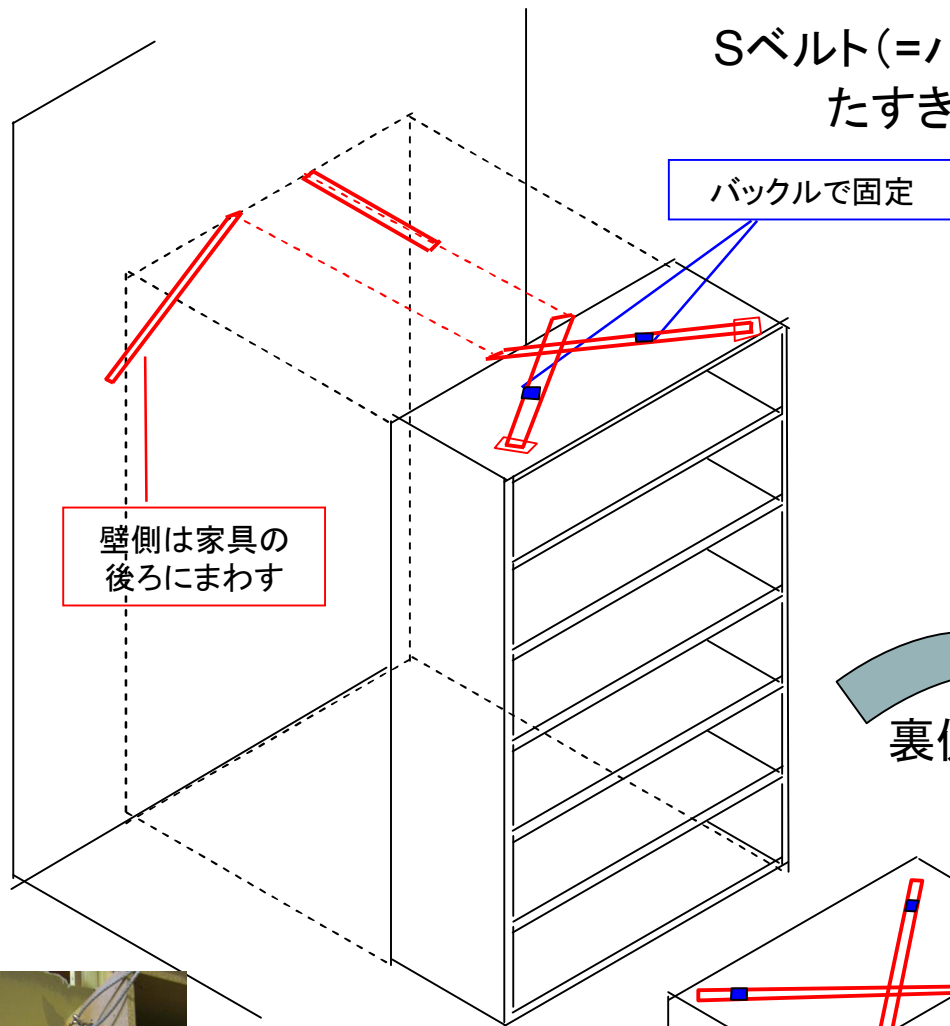 Sベルト(=
たすき
バックルで固定
壁側は家具の
後ろにまわす
裏